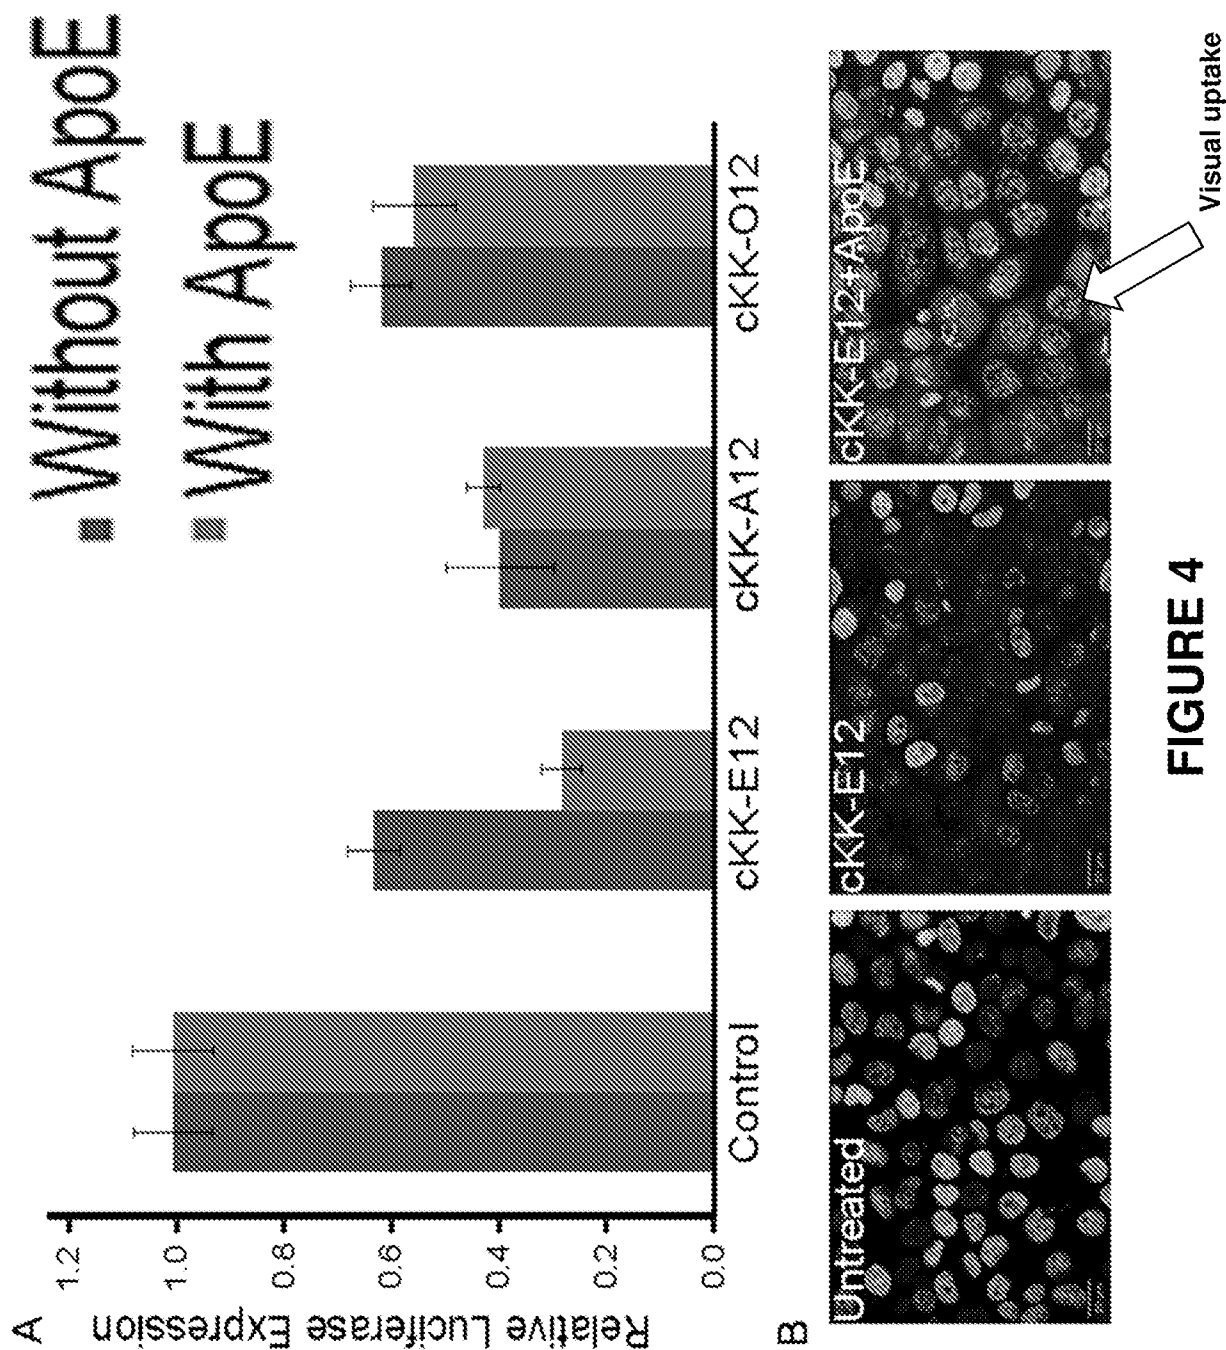 A
Without ApoE
With ApoE
Relative Luciferase Expression
1.2
1.0
0.8
0.6
0.4
0.2
0.0
Control
cKK-E12
cKK-A12
cKK-O12
B
Untreated
cKK-E12
cKK-E12+ApoE
Visual uptake
FIGURE 4